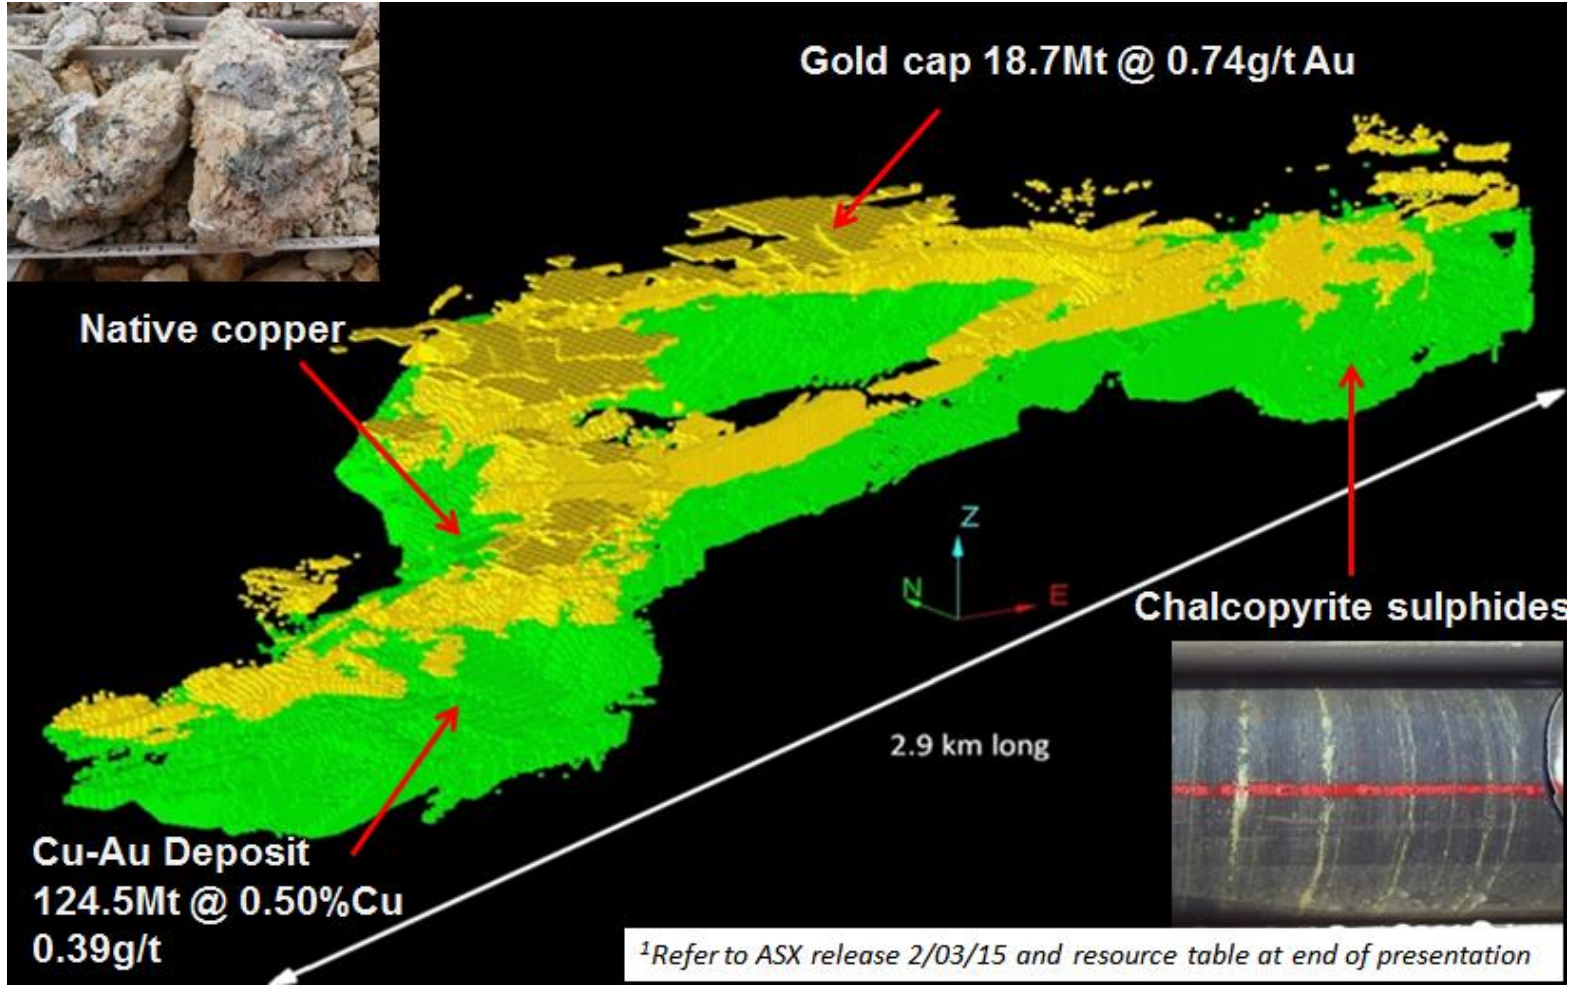 Gold cap 18.7Mt @ 0.74g/t Au
Native copper
Z
N
E
Chalcopyrite sulphides
2.9 km long
Cu-Au Deposit
124.5Mt @ 0.50%Cu
0.39g/t
¹Refer to ASX release 2/03/15 and resource table at end of presentation